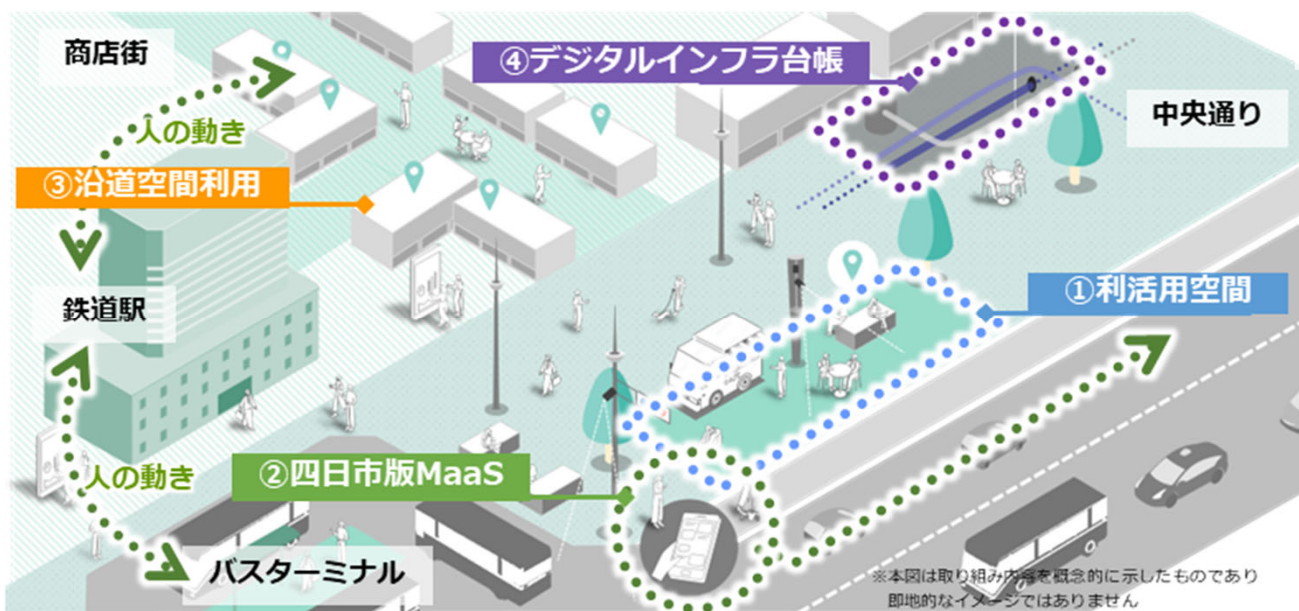 商店街
④デジタルインフラ台帳
中央通り
人の動き
③沿道空間利用
①利活用空間
鉄道駅
人の動き
②四日市版MaaS
バスターミナル
※本図は取り組み内容を概念的に示したものであり
即地的なイメージではありません